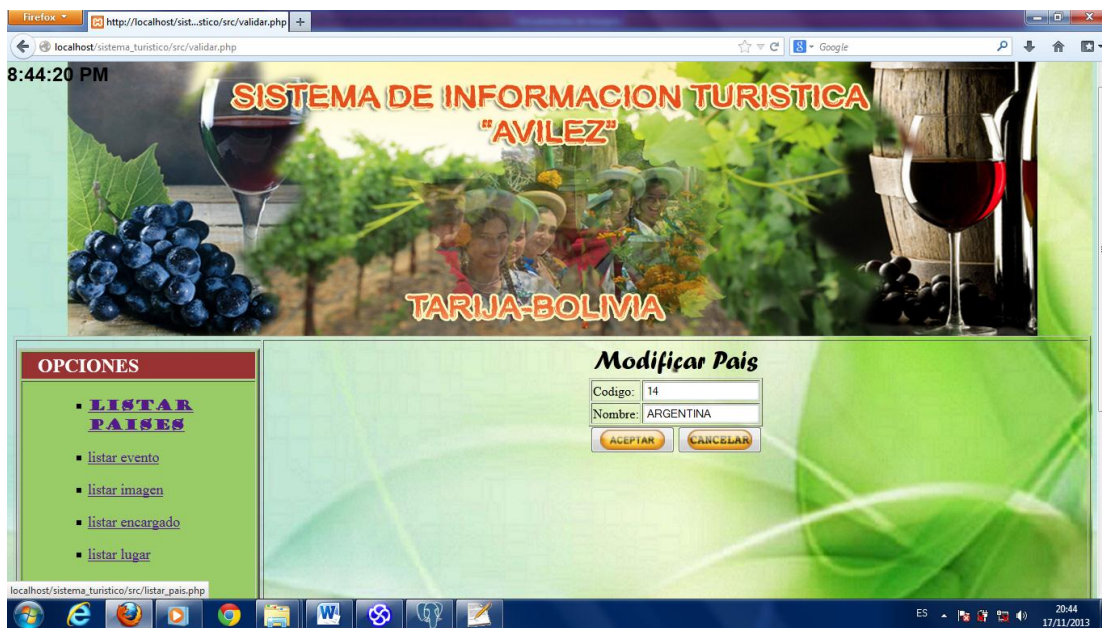 Firefox
http://localhost/sist...stico/src/validar.php
localhost/sistema_turistico/src/validar.php
Google
8:44:20 PM
SISTEMA DE INFORMACION TURISTICA
"AVILEZ"
TARIJA-BOLIVIA
OPCIONES
LISTAR
PAISES
listar evento
listar imagen
listar encargado
listar lugar
Modificar Pais
Codigo: 14
Nombre: ARGENTINA
ACEPTAR CANCELAR
localhost/sistema_turistico/src/listar_pais.php
ES
20:44
17/11/2013